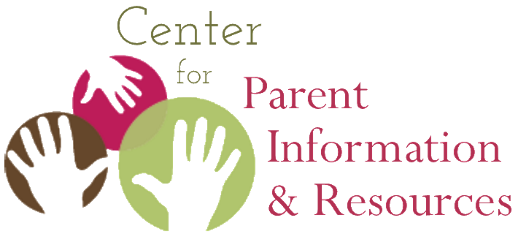 Center
for
Parent
Information
& Resources